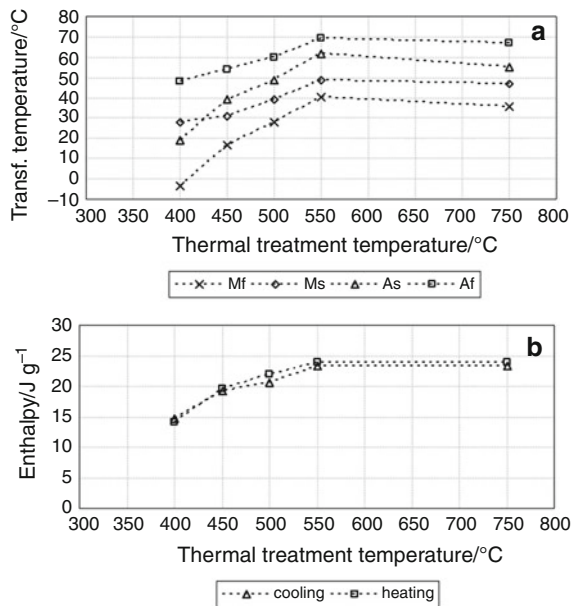 a
Transf. temperature/°C
80
70
60
50
40
30
20
10
0
–10
300 350 400 450 500 550 600 650 700 750 800
Thermal treatment temperature/°C
Mf Ms As Af
b
Enthalpy/J g⁻¹
30
25
20
15
10
5
0
300 350 400 450 500 550 600 650 700 750 800
Thermal treatment temperature/°C
cooling heating